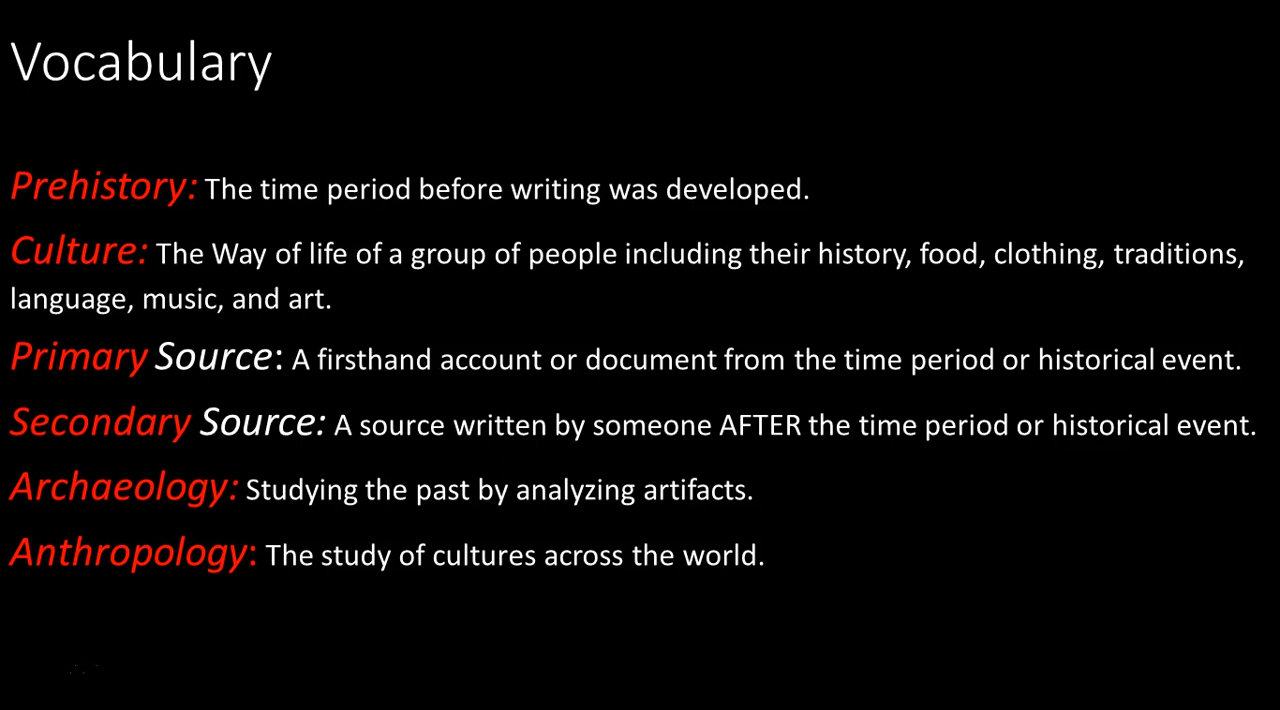 Vocabulary
Prehistory: The time period before writing was developed.
Culture: The Way of life of a group of people including their history, food, clothing, traditions,
language, music, and art.
Primary Source: A firsthand account or document from the time period or historical event.
Secondary Source: A source written by someone AFTER the time period or historical event.
Archaeology: Studying the past by analyzing artifacts.
Anthropology: The study of cultures across the world.